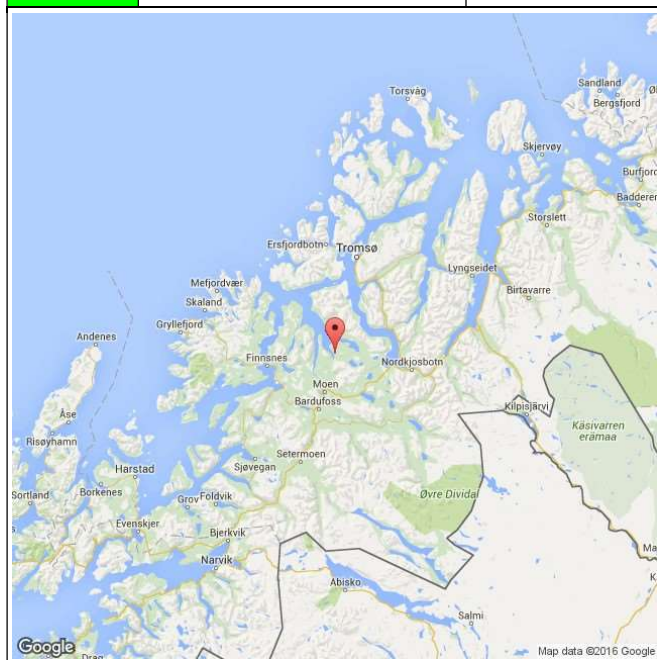 Torsvåg
Sandland
Bergsfjord
Skjervøy
Burfjord
Badderen
Storslett
Ersfjordbotn
Tromsø
Lyngseidet
Birtavarre
Mefjordvær
Skaland
Gryllefjord
Andenes
Finnsnes
Nordkjosbotn
Moen
Bardufoss
Kilpisjärvi
Käsivarren
erämaa
Åse
Risøyhamn
Sjøvegan
Setermoen
Harstad
Øvre Dividal
Sortland
Borkenes
Grov
Foldvik
Evenskjer
Bjerkvik
Narvik
Abisko
Salmi
Drag
Google
Map data ©2016 Google